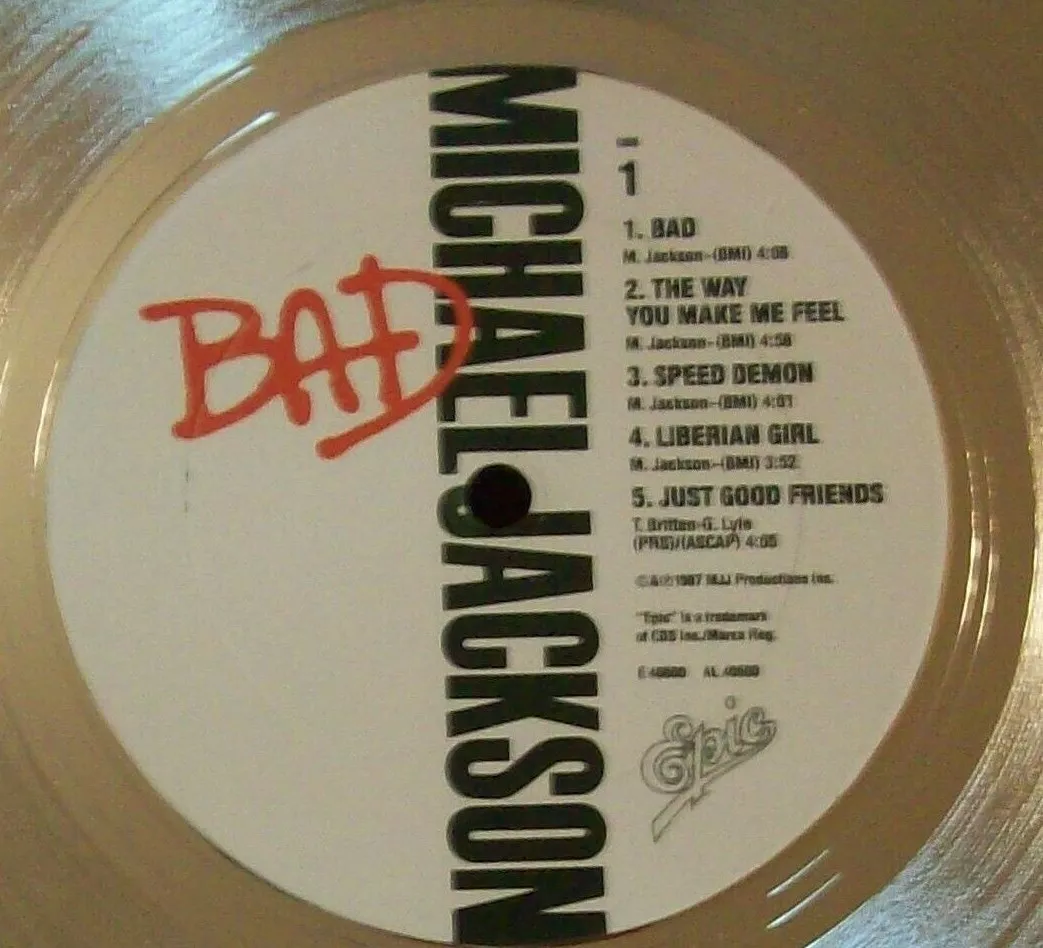 BAD
MICHAEL JACKSON
1
1. BAD
M. Jackson-(BMI) 4:06
2. THE WAY
YOU MAKE ME FEEL
M. Jackson-(BMI) 4:58
3. SPEED DEMON
M. Jackson-(BMI) 4:01
4. LIBERIAN GIRL
M. Jackson-(BMI) 3:52
5. JUST GOOD FRIENDS
T. Britten-G. Lyle
(PRS)/(ASCAP) 4:05
1987 MJJ Productions Inc.
"Epic" is a trademark
of CBS Inc./Marca Reg.
E 40600 AL 40600
Epic